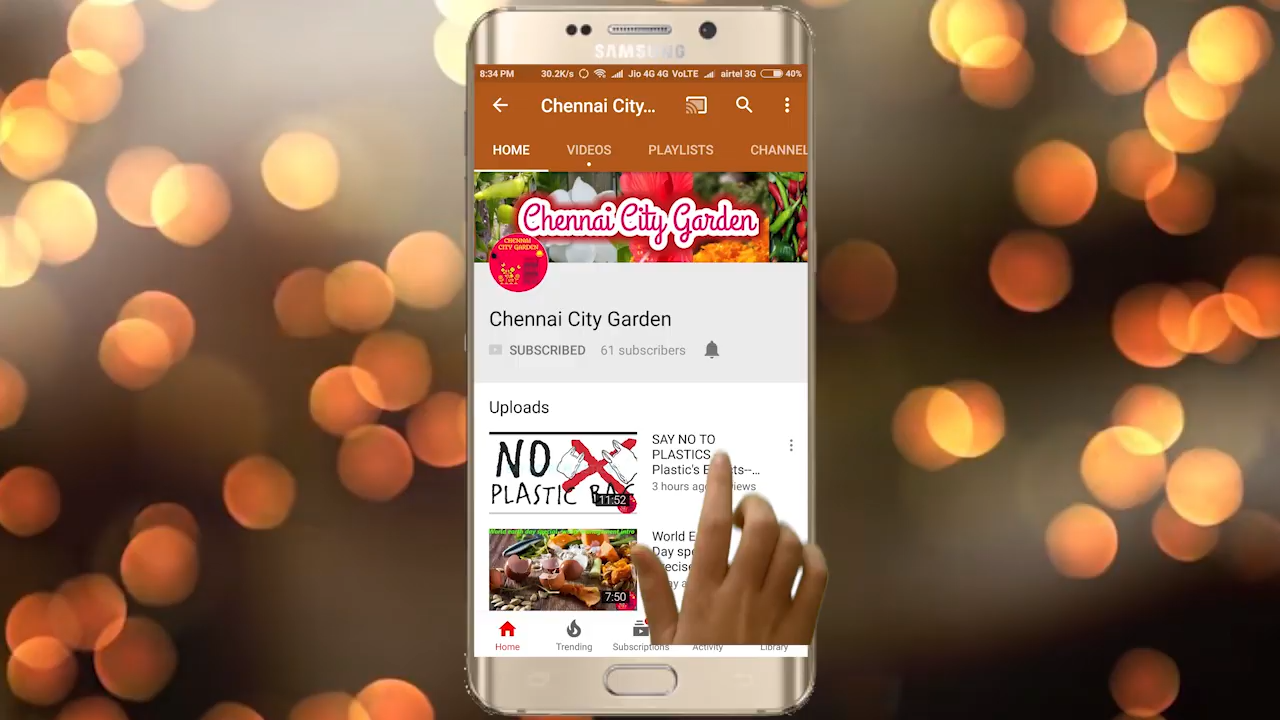 SAMSUNG
8:34 PM 30.2K/s Jio 4G 4G VoLTE airtel 3G 40%
Chennai City...
HOME VIDEOS PLAYLISTS CHANNEL
Chennai City Garden
CHENNAI
CITY GARDEN
Chennai City Garden
SUBSCRIBED 61 subscribers
Uploads
NO
PLASTIC BAG
11:52
SAY NO TO
PLASTICS
Plastic's
3 hours
World
Day
7:50
Home Trending Subscriptions Activity Library